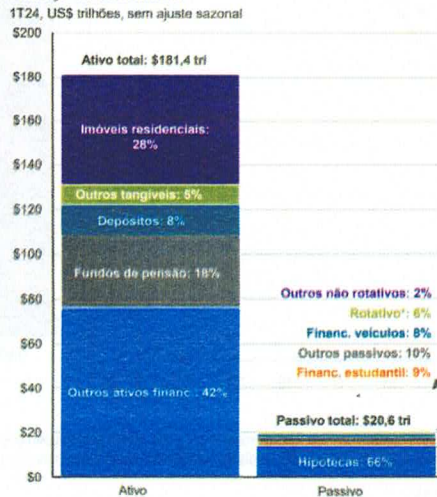 1T24, US$ trilhões, sem ajuste sazonal
$200
$180
$160
$140
$120
$100
$80
$60
$40
$20
$0
Ativo total: $181,4 tri
Imóveis residenciais:
28%
Outros tangíveis: 5%
Depósitos: 8%
Fundos de pensão: 18%
Outros ativos financ.: 42%
Outros não rotativos: 2%
Rotativo*: 6%
Financ. veículos: 8%
Outros passivos: 10%
Financ. estudantil: 9%
Passivo total: $20,6 tri
Hipotecas: 66%
Ativo
Passivo